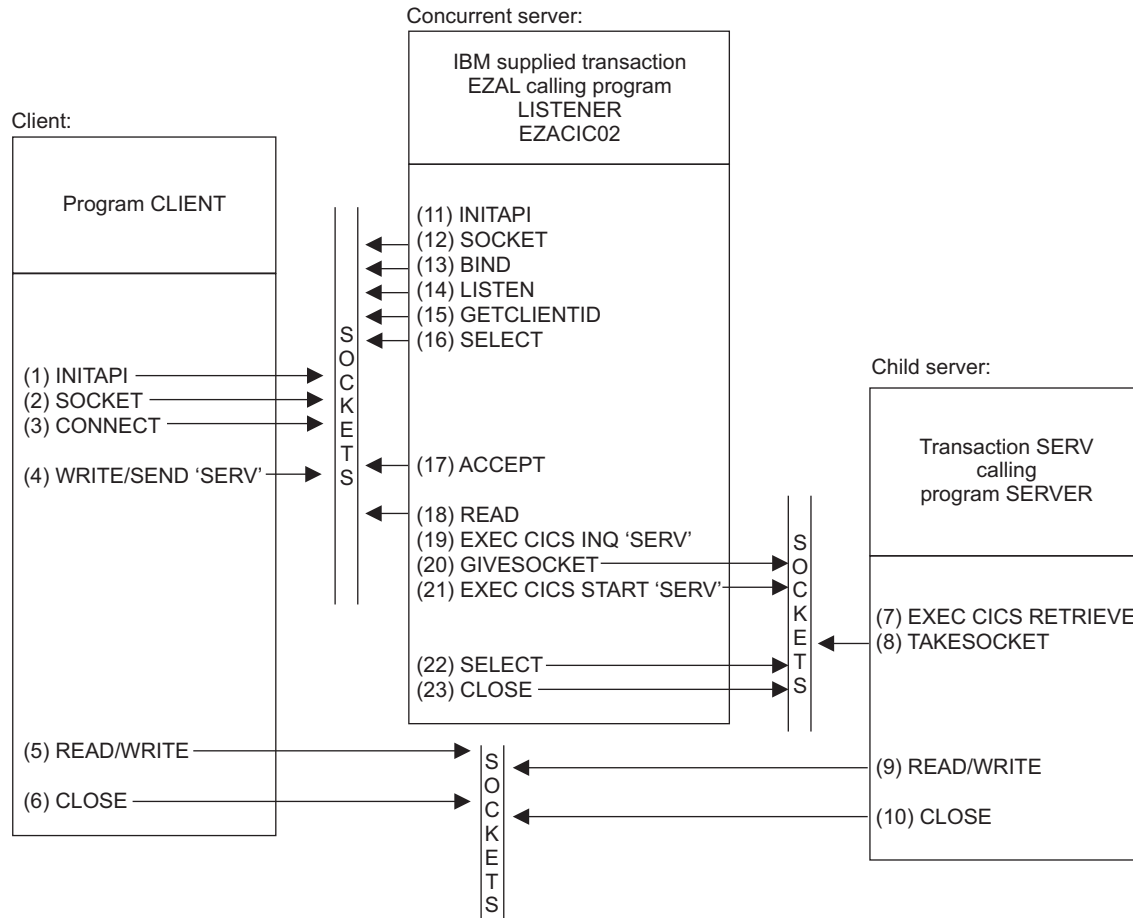 Concurrent server:
IBM supplied transaction
EZAL calling program
LISTENER
EZACIC02
Client:
Program CLIENT
(11) INITAPI
(12) SOCKET
(13) BIND
(14) LISTEN
(15) GETCLIENTID
(16) SELECT
SOCKETS
(1) INITAPI
(2) SOCKET
(3) CONNECT
(4) WRITE/SEND ‘SERV’
(17) ACCEPT
(18) READ
(19) EXEC CICS INQ ‘SERV’
(20) GIVESOCKET
(21) EXEC CICS START ‘SERV’
(22) SELECT
(23) CLOSE
SOCKETS
Child server:
Transaction SERV
calling
program SERVER
(7) EXEC CICS RETRIEVE
(8) TAKESOCKET
(5) READ/WRITE
(6) CLOSE
SOCKETS
(9) READ/WRITE
(10) CLOSE